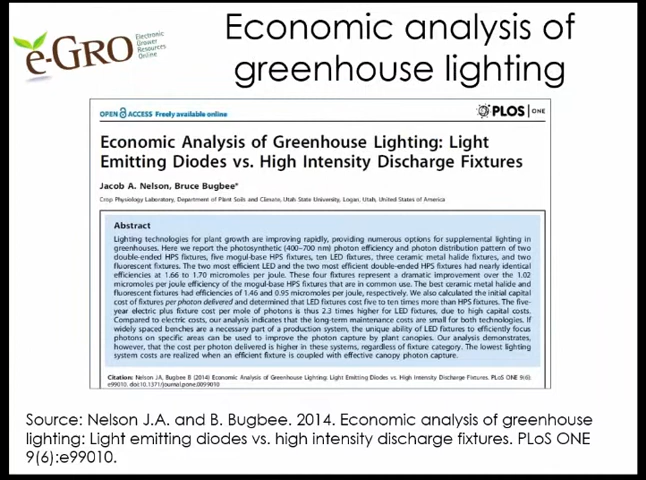 e-GRO
Electronic
Grower
Resources
Online
Economic analysis of
greenhouse lighting
OPEN ACCESS Freely available online
PLOS ONE
Economic Analysis of Greenhouse Lighting: Light
Emitting Diodes vs. High Intensity Discharge Fixtures
Jacob A. Nelson, Bruce Bugbee*
Crop Physiology Laboratory, Department of Plant Soils and Climate, Utah State University, Logan, Utah, United States of America
Abstract
Lighting technologies for plant growth are improving rapidly, providing numerous options for supplemental lighting in
greenhouses. Here we report the photosynthetic (400–700 nm) photon efficiency and photon distribution pattern of two
double-ended HPS fixtures, five mogul-base HPS fixtures, ten LED fixtures, three ceramic metal halide fixtures, and two
fluorescent fixtures. The two most efficient LED and the two most efficient double-ended HPS fixtures had nearly identical
efficiencies at 1.66 to 1.70 micromoles per joule. These four fixtures represent a dramatic improvement over the 1.02
micromoles per joule efficiency of the mogul-base HPS fixtures that are in common use. The best ceramic metal halide and
fluorescent fixtures had efficiencies of 1.46 and 0.95 micromoles per joule, respectively. We also calculated the initial capital
cost of fixtures per photon delivered and determined that LED fixtures cost five to ten times more than HPS fixtures. The five-
year electric plus fixture cost per mole of photons is thus 2.3 times higher for LED fixtures, due to high capital costs.
Compared to electric costs, our analysis indicates that the long-term maintenance costs are small for both technologies. If
widely spaced benches are a necessary part of a production system, the unique ability of LED fixtures to efficiently focus
photons on specific areas can be used to improve the photon capture by plant canopies. Our analysis demonstrates,
however, that the cost per photon delivered is higher in these systems, regardless of fixture category. The lowest lighting
system costs are realized when an efficient fixture is coupled with effective canopy photon capture.
Citation: Nelson JA, Bugbee B (2014) Economic Analysis of Greenhouse Lighting: Light Emitting Diodes vs. High Intensity Discharge Fixtures. PLoS ONE 9(6):
e99010. doi:10.1371/journal.pone.0099010
Source: Nelson J.A. and B. Bugbee. 2014. Economic analysis of greenhouse
lighting: Light emitting diodes vs. high intensity discharge fixtures. PLoS ONE
9(6):e99010.